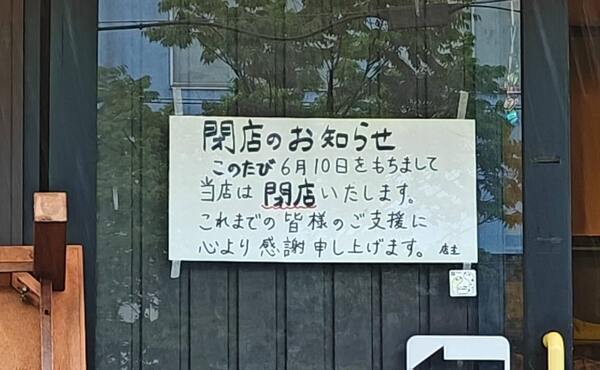 閉店のお知らせ
このたび6月10日をもちまして
当店は閉店いたします。
これまでの皆様のご支援に
心より感謝申し上げます。 店主